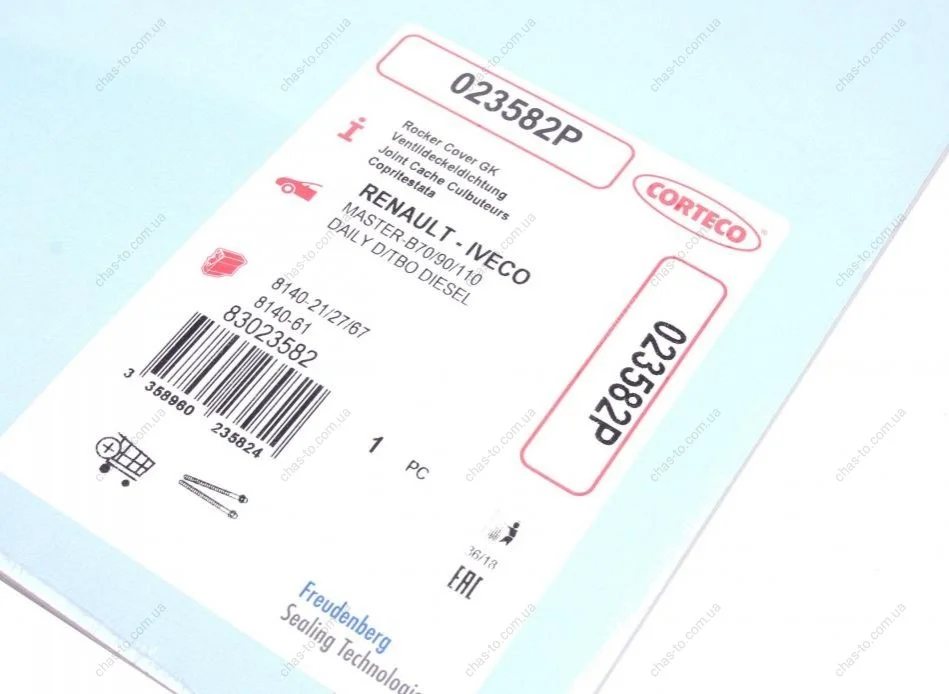 023582P
i
Rocker Cover GK
Ventildeckeldichtung
Joint Cache Culbuteurs
Copritestata
CORTECO®
RENAULT - IVECO
MASTER-B70/90/110
DAILY D/TBO DIESEL
8140-21/27/67
8140-61
83023582
3 358960 235824
1 PC
023582P
36/18
EAC
Freudenberg
Sealing Technologie
chas-to.com.ua